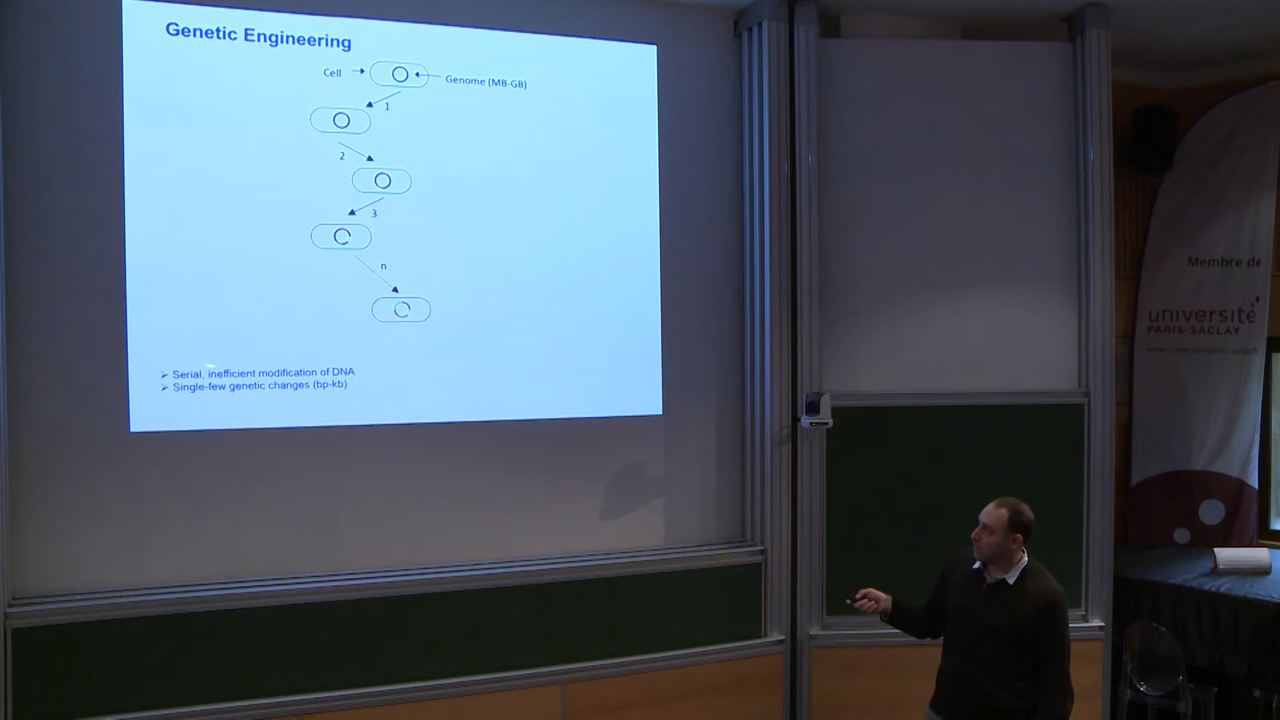 Genetic Engineering
Cell
Genome (MB-GB)
1
2
3
n
➢ Serial, inefficient modification of DNA
➢ Single-few genetic changes (bp-kb)
Membre de
université
PARIS-SACLAY